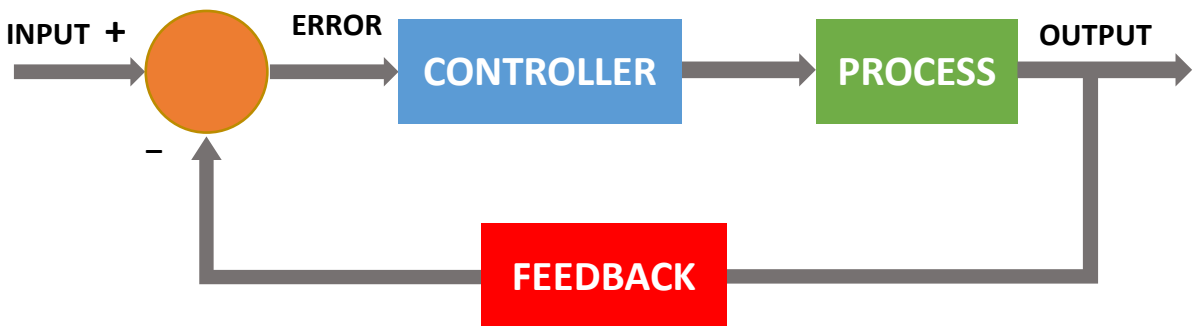 INPUT +
ERROR
CONTROLLER
PROCESS
OUTPUT
–
FEEDBACK